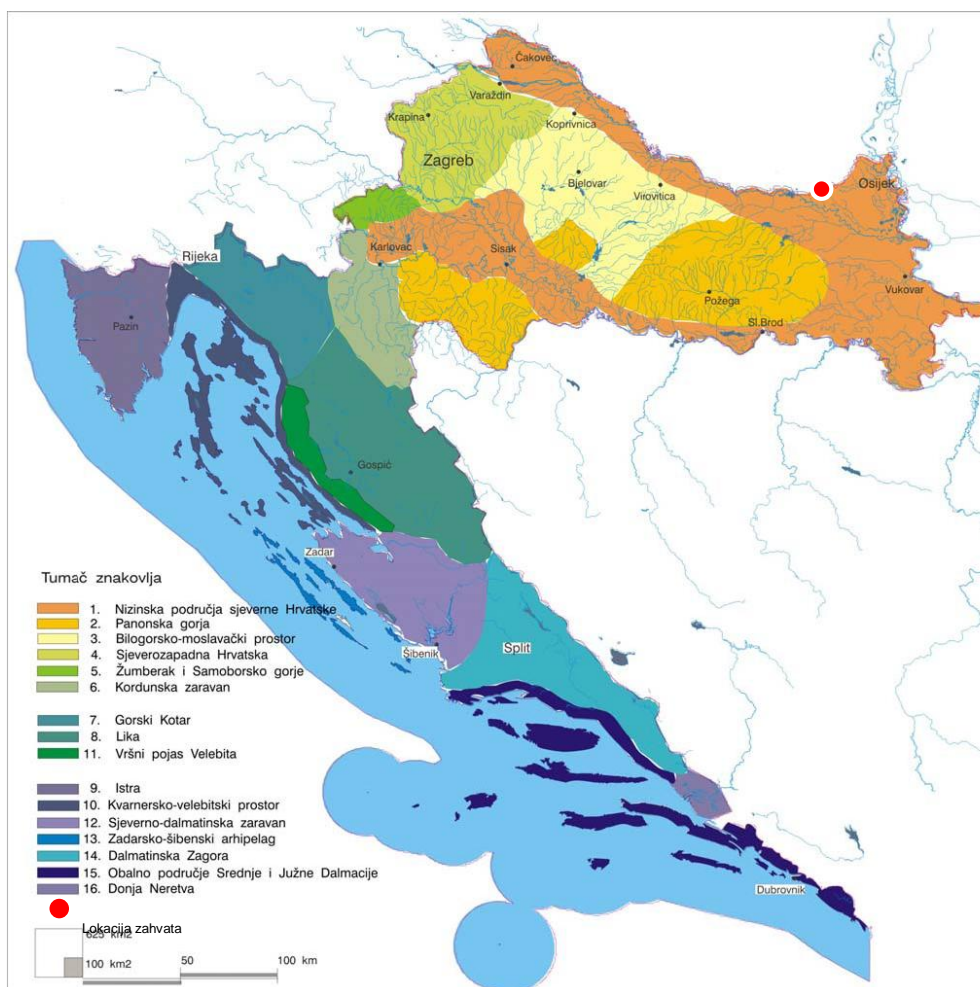 Čakovec
Varaždin
Krapina
Koprivnica
Zagreb
Bjelovar
Virovitica
Osijek
Karlovac
Sisak
Rijeka
Vukovar
Požega
Pazin
Sl.Brod
Gospić
Zadar
Šibenik
Split
Dubrovnik
Tumač znakovlja
1. Nizinska područja sjeverne Hrvatske
2. Panonska gorja
3. Bilogorsko-moslavački prostor
4. Sjeverozapadna Hrvatska
5. Žumberak i Samoborsko gorje
6. Kordunska zaravan
7. Gorski Kotar
8. Lika
11. Vršni pojas Velebita
9. Istra
10. Kvarnersko-velebitski prostor
12. Sjeverno-dalmatinska zaravan
13. Zadarsko-šibenski arhipelag
14. Dalmatinska Zagora
15. Obalno područje Srednje i Južne Dalmacije
16. Donja Neretva
Lokacija zahvata
625 km2
100 km2
50
100 km